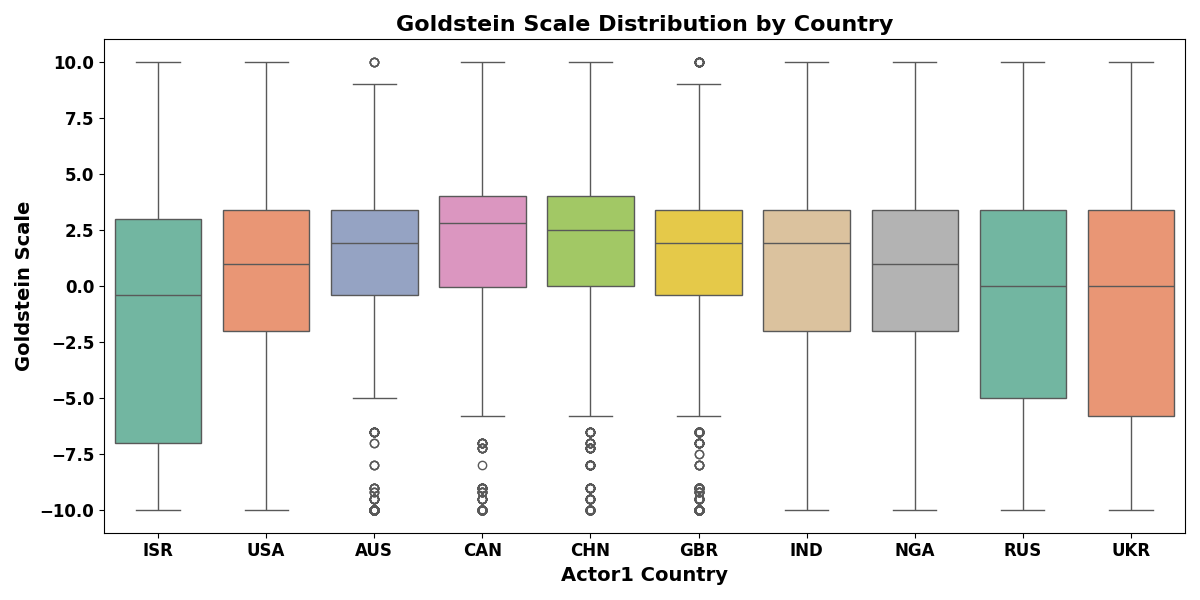 Goldstein Scale Distribution by Country
Goldstein Scale
10.0
7.5
5.0
2.5
0.0
−2.5
−5.0
−7.5
−10.0
ISR USA AUS CAN CHN GBR IND NGA RUS UKR
Actor1 Country